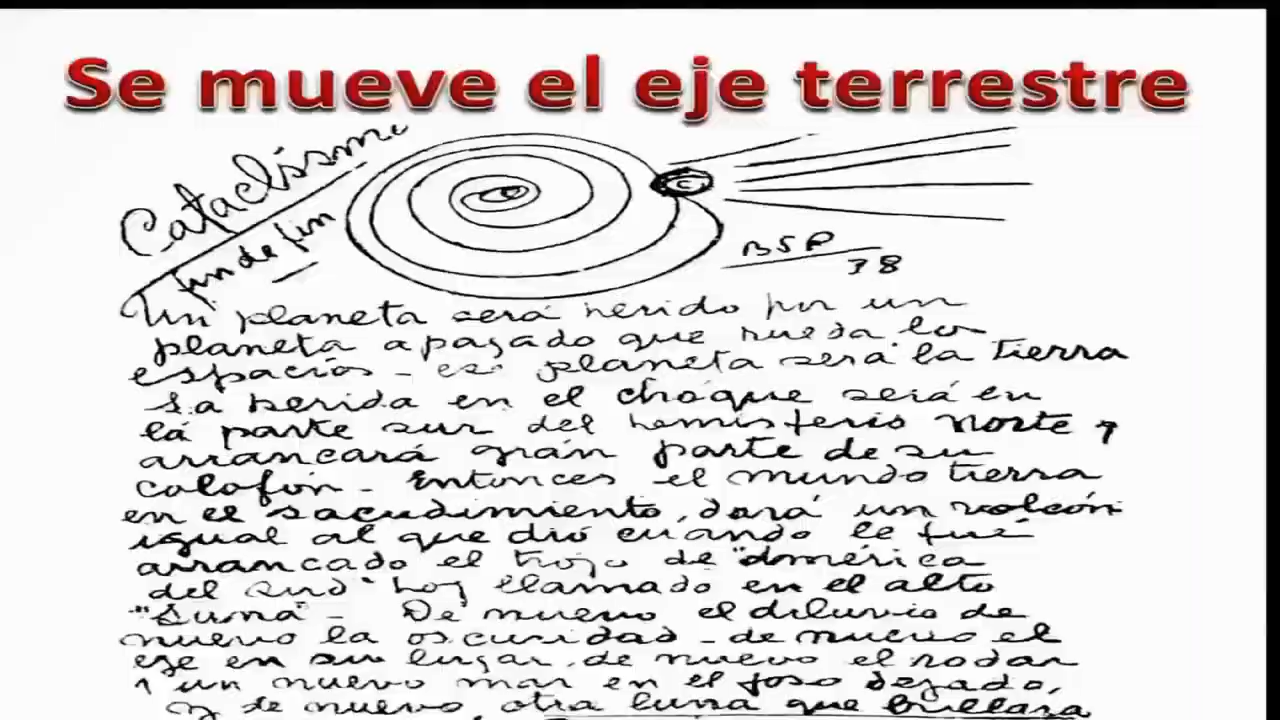 Se mueve el eje terrestre
Cataclismo
fin de fin
BSP
38
Un planeta será herido por un
planeta apagado que rueda los
espacios - ese planeta será la tierra
La herida en el choque será en
la parte sur del hemisferio Norte y
arrancará gran parte de su
calofón - Entonces el mundo tierra
en el sacudimiento, dará un volcón
igual al que dió cuando le fué
arrancado el trozo de "América
del sud" hoy llamado en el alto
"Luna" - De nuevo el diluvio de
nuevo la oscuridad - de nuevo el
eje en su lugar, de nuevo el rodar
y un nuevo mar en el foso dejado,
y de nuevo, otra luna que brillara